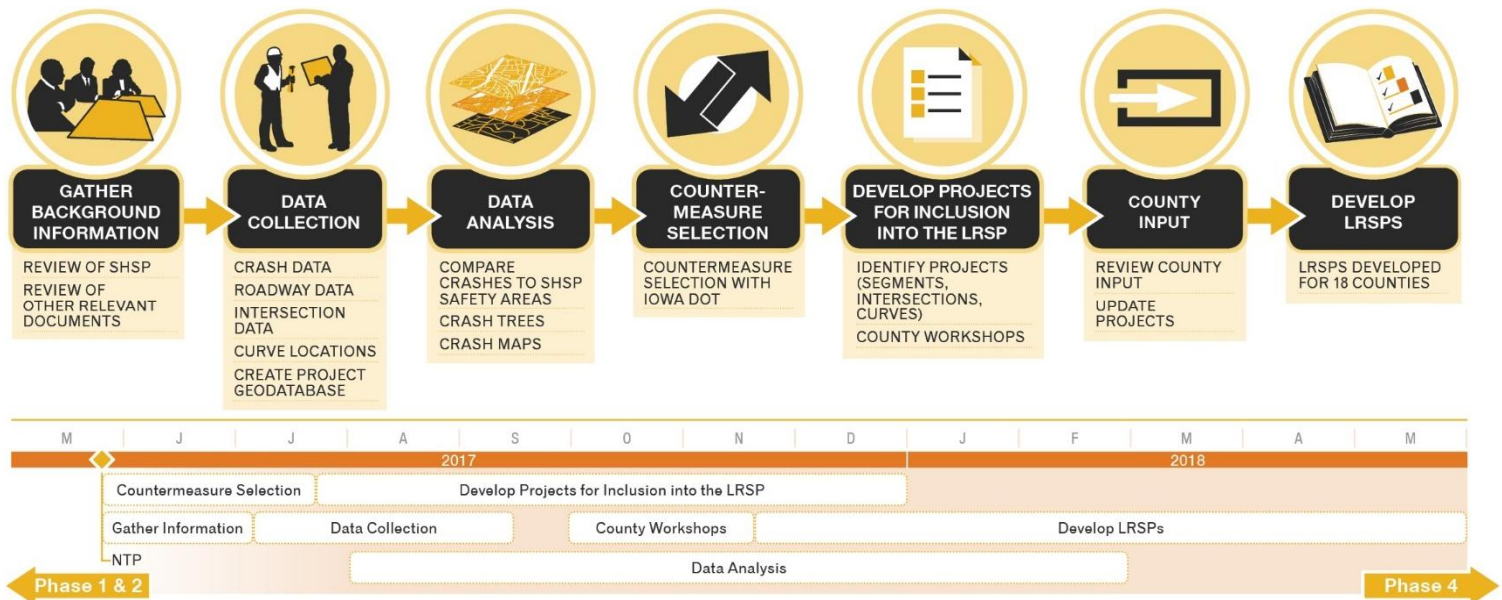 GATHER
BACKGROUND
INFORMATION
REVIEW OF SHSP
REVIEW OF
OTHER RELEVANT
DOCUMENTS
DATA
COLLECTION
CRASH DATA
ROADWAY DATA
INTERSECTION
DATA
CURVE LOCATIONS
CREATE PROJECT
GEODATABASE
DATA
ANALYSIS
COMPARE
CRASHES TO SHSP
SAFETY AREAS
CRASH TREES
CRASH MAPS
COUNTER-
MEASURE
SELECTION
COUNTERMEASURE
SELECTION WITH
IOWA DOT
DEVELOP PROJECTS
FOR INCLUSION
INTO THE LRSP
IDENTIFY PROJECTS
(SEGMENTS,
INTERSECTIONS,
CURVES)
COUNTY WORKSHOPS
COUNTY
INPUT
REVIEW COUNTY
INPUT
UPDATE
PROJECTS
DEVELOP
LRSPS
LRSPS DEVELOPED
FOR 18 COUNTIES
M J J A S O N D J F M A M
2017 2018
Countermeasure Selection Develop Projects for Inclusion into the LRSP
Gather Information Data Collection County Workshops Develop LRSPs
NTP
Data Analysis
Phase 1 & 2 Phase 4